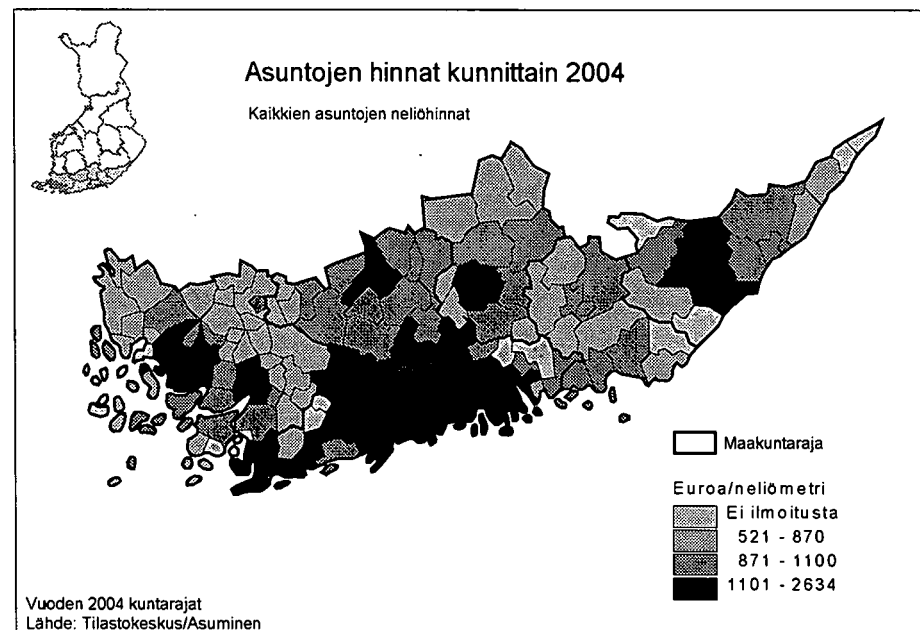 Asuntojen hinnat kunnittain 2004
Kaikkien asuntojen neliöhinnat
Maakuntaraja
Euroa/neliömetri
Ei ilmoitusta
521 - 870
871 - 1100
1101 - 2634
Vuoden 2004 kuntarajat
Lähde: Tilastokeskus/Asuminen